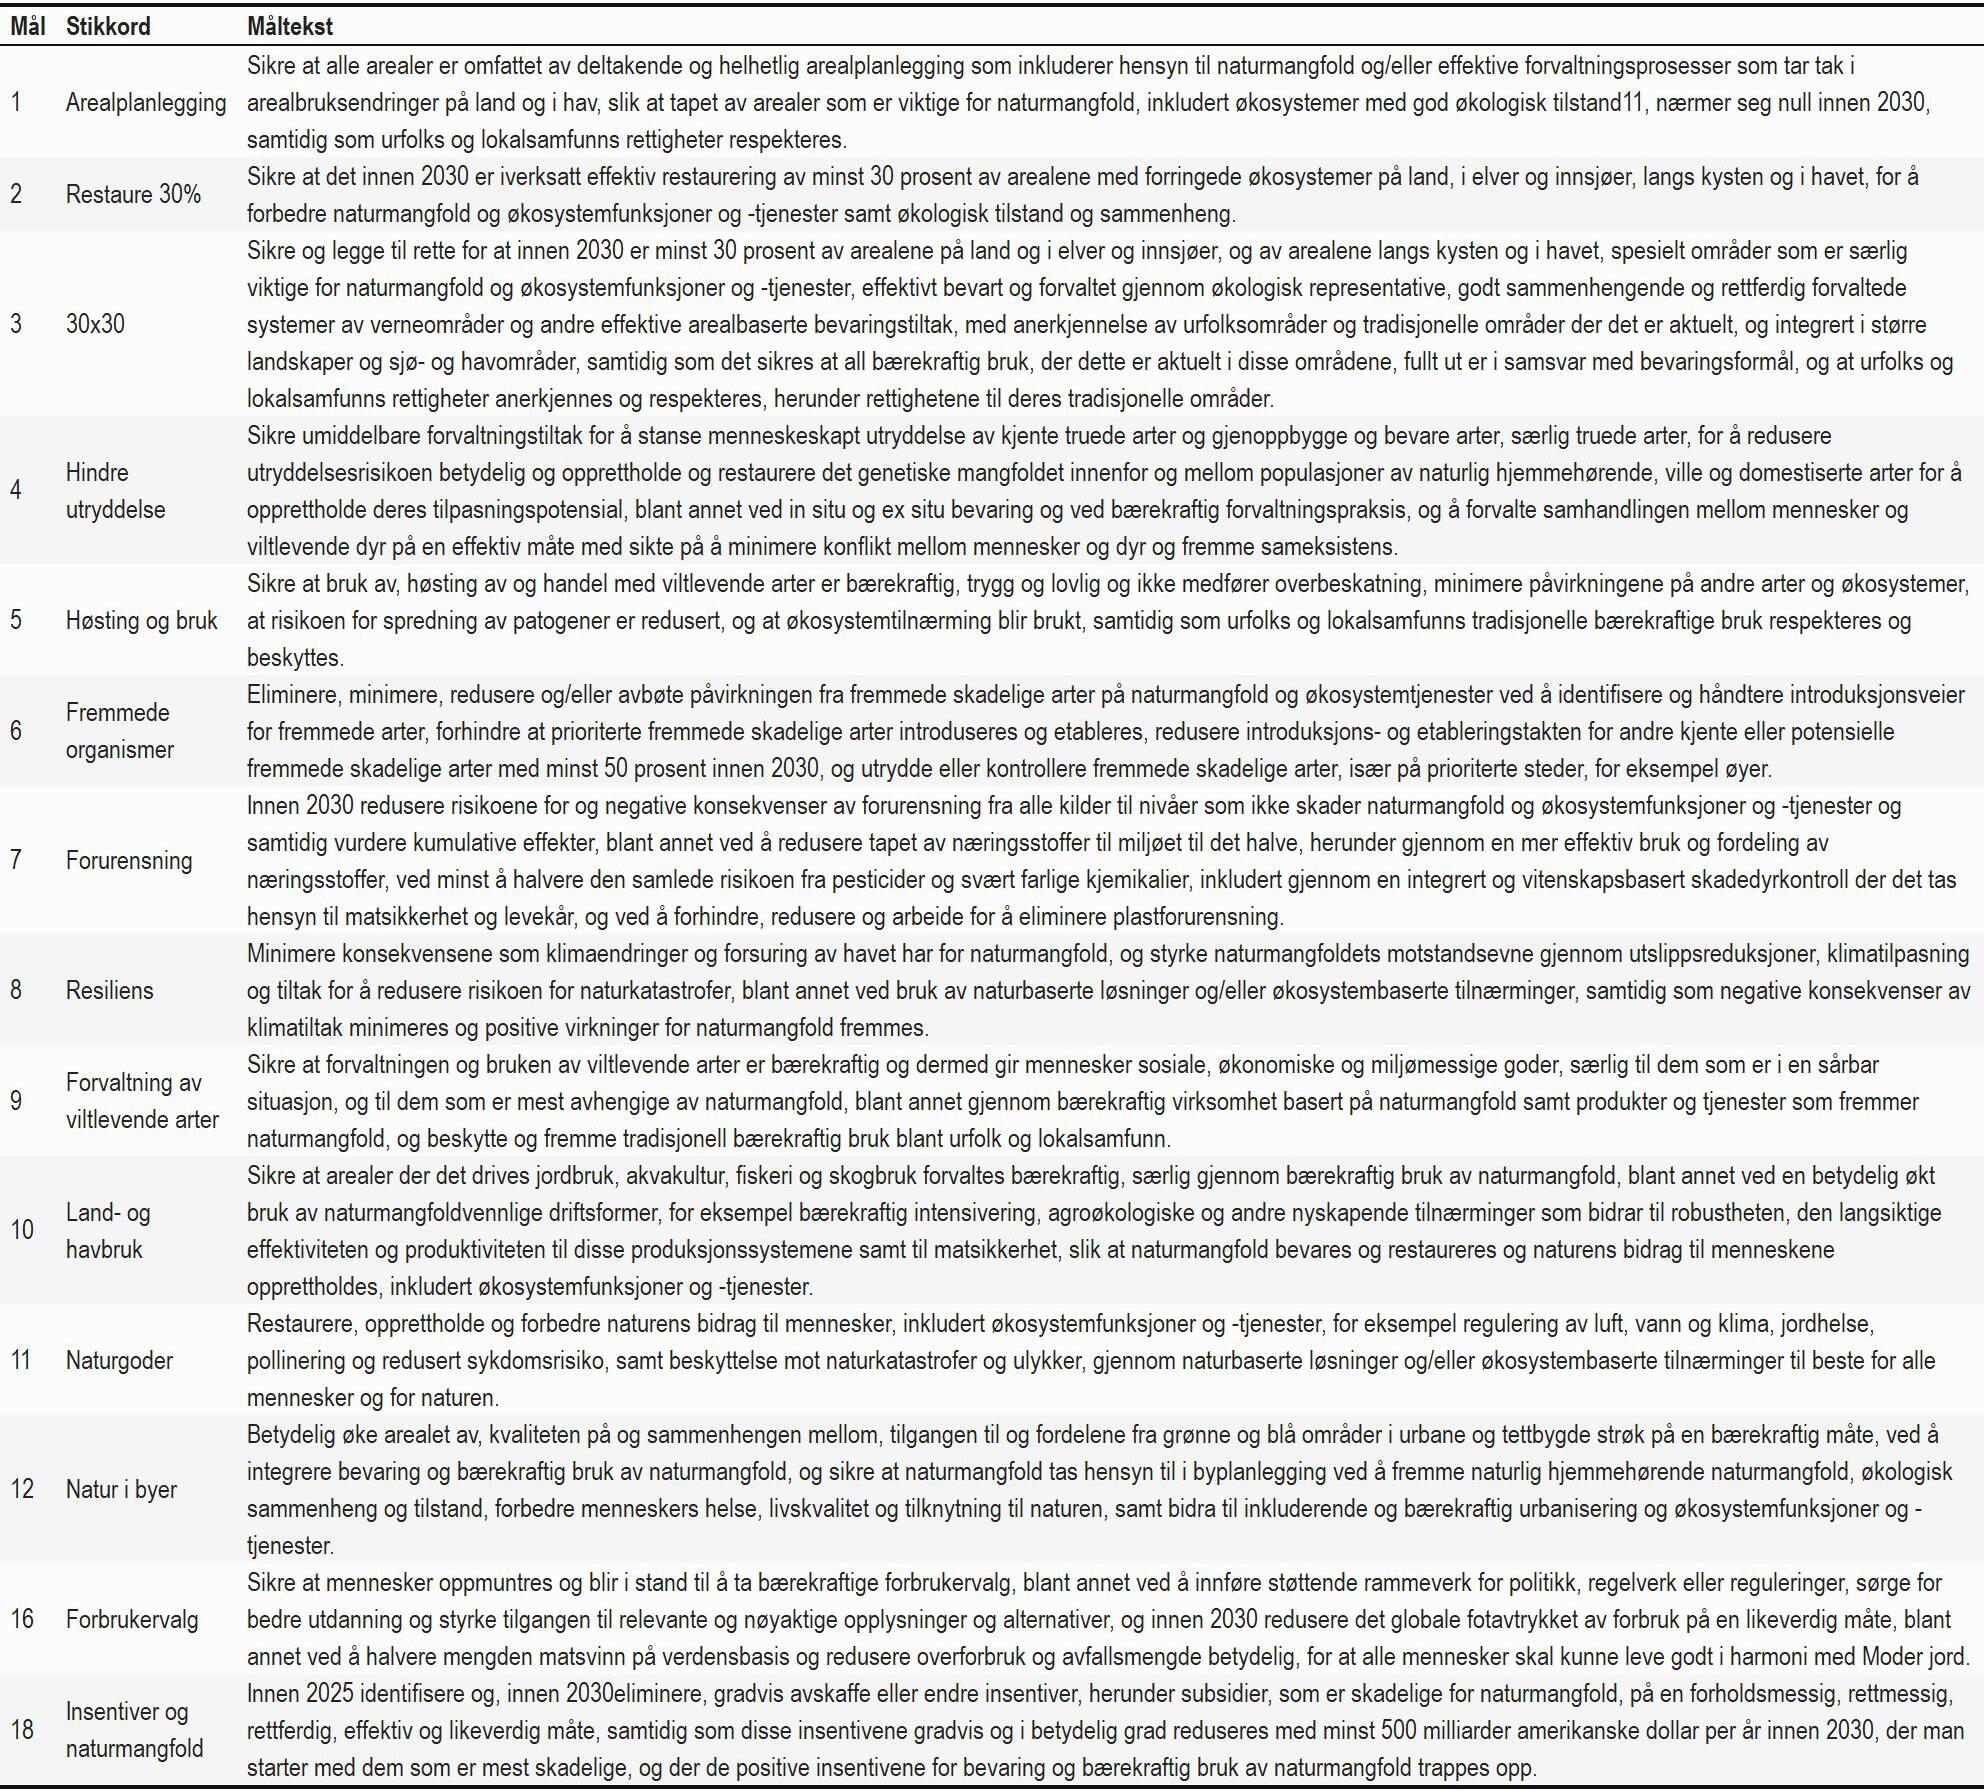 Mål Stikkord Måltekst
Sikre at alle arealer er omfattet av deltakende og helhetlig arealplanlegging som inkluderer hensyn til naturmangfold og/eller effektive forvaltningsprosesser som tar tak i
1 Arealplanlegging arealbruksendringer på land og i hav, slik at tapet av arealer som er viktige for naturmangfold, inkludert økosystemer med god økologisk tilstand11, nærmer seg null innen 2030,
samtidig som urfolks og lokalsamfunns rettigheter respekteres.
2 Restaure 30%
Sikre at det innen 2030 er iverksatt effektiv restaurering av minst 30 prosent av arealene med forringede økosystemer på land, i elver og innsjøer, langs kysten og i havet, for å
forbedre naturmangfold og økosystemfunksjoner og -tjenester samt økologisk tilstand og sammenheng.
Sikre og legge til rette for at innen 2030 er minst 30 prosent av arealene på land og i elver og innsjøer, og av arealene langs kysten og i havet, spesielt områder som er særlig
viktige for naturmangfold og økosystemfunksjoner og -tjenester, effektivt bevart og forvaltet gjennom økologisk representative, godt sammenhengende og rettferdig forvaltede
3 30x30 systemer av verneområder og andre effektive arealbaserte bevaringstiltak, med anerkjennelse av urfolksområder og tradisjonelle områder der det er aktuelt, og integrert i større
landskaper og sjø- og havområder, samtidig som det sikres at all bærekraftig bruk, der dette er aktuelt i disse områdene, fullt ut er i samsvar med bevaringsformål, og at urfolks og
lokalsamfunns rettigheter anerkjennes og respekteres, herunder rettighetene til deres tradisjonelle områder.
4 Hindre
utryddelse
Sikre umiddelbare forvaltningstiltak for å stanse menneskeskapt utryddelse av kjente truede arter og gjenoppbygge og bevare arter, særlig truede arter, for å redusere
utryddelsesrisikoen betydelig og opprettholde og restaurere det genetiske mangfoldet innenfor og mellom populasjoner av naturlig hjemmehørende, ville og domestiserte arter for å
opprettholde deres tilpasningspotensial, blant annet ved in situ og ex situ bevaring og ved bærekraftig forvaltningspraksis, og å forvalte samhandlingen mellom mennesker og
viltlevende dyr på en effektiv måte med sikte på å minimere konflikt mellom mennesker og dyr og fremme sameksistens.
Sikre at bruk av, høsting av og handel med viltlevende arter er bærekraftig, trygg og lovlig og ikke medfører overbeskatning, minimere påvirkningene på andre arter og økosystemer,
5 Høsting og bruk at risikoen for spredning av patogener er redusert, og at økosystemtilnærming blir brukt, samtidig som urfolks og lokalsamfunns tradisjonelle bærekraftige bruk respekteres og
beskyttes.
6 Fremmede
organismer
Eliminere, minimere, redusere og/eller avbøte påvirkningen fra fremmede skadelige arter på naturmangfold og økosystemtjenester ved å identifisere og håndtere introduksjonsveier
for fremmede arter, forhindre at prioriterte fremmede skadelige arter introduseres og etableres, redusere introduksjons- og etableringstakten for andre kjente eller potensielle
fremmede skadelige arter med minst 50 prosent innen 2030, og utrydde eller kontrollere fremmede skadelige arter, især på prioriterte steder, for eksempel øyer.
7 Forurensning
Innen 2030 redusere risikoene for og negative konsekvenser av forurensning fra alle kilder til nivåer som ikke skader naturmangfold og økosystemfunksjoner og -tjenester og
samtidig vurdere kumulative effekter, blant annet ved å redusere tapet av næringsstoffer til miljøet til det halve, herunder gjennom en mer effektiv bruk og fordeling av
næringsstoffer, ved minst å halvere den samlede risikoen fra pesticider og svært farlige kjemikalier, inkludert gjennom en integrert og vitenskapsbasert skadedyrkontroll der det tas
hensyn til matsikkerhet og levekår, og ved å forhindre, redusere og arbeide for å eliminere plastforurensning.
Minimere konsekvensene som klimaendringer og forsuring av havet har for naturmangfold, og styrke naturmangfoldets motstandsevne gjennom utslippsreduksjoner, klimatilpasning
8 Resiliens og tiltak for å redusere risikoen for naturkatastrofer, blant annet ved bruk av naturbaserte løsninger og/eller økosystembaserte tilnærminger, samtidig som negative konsekvenser av
klimatiltak minimeres og positive virkninger for naturmangfold fremmes.
9 Forvaltning av
viltlevende arter
Sikre at forvaltningen og bruken av viltlevende arter er bærekraftig og dermed gir mennesker sosiale, økonomiske og miljømessige goder, særlig til dem som er i en sårbar
situasjon, og til dem som er mest avhengige av naturmangfold, blant annet gjennom bærekraftig virksomhet basert på naturmangfold samt produkter og tjenester som fremmer
naturmangfold, og beskytte og fremme tradisjonell bærekraftig bruk blant urfolk og lokalsamfunn.
10 Land- og
havbruk
Sikre at arealer der det drives jordbruk, akvakultur, fiskeri og skogbruk forvaltes bærekraftig, særlig gjennom bærekraftig bruk av naturmangfold, blant annet ved en betydelig økt
bruk av naturmangfoldvennlige driftsformer, for eksempel bærekraftig intensivering, agroøkologiske og andre nyskapende tilnærminger som bidrar til robustheten, den langsiktige
effektiviteten og produktiviteten til disse produksjonssystemene samt til matsikkerhet, slik at naturmangfold bevares og restaureres og naturens bidrag til menneskene
opprettholdes, inkludert økosystemfunksjoner og -tjenester.
Restaurere, opprettholde og forbedre naturens bidrag til mennesker, inkludert økosystemfunksjoner og -tjenester, for eksempel regulering av luft, vann og klima, jordhelse,
11 Naturgoder pollinering og redusert sykdomsrisiko, samt beskyttelse mot naturkatastrofer og ulykker, gjennom naturbaserte løsninger og/eller økosystembaserte tilnærminger til beste for alle
mennesker og for naturen.
12 Natur i byer
Betydelig øke arealet av, kvaliteten på og sammenhengen mellom, tilgangen til og fordelene fra grønne og blå områder i urbane og tettbygde strøk på en bærekraftig måte, ved å
integrere bevaring og bærekraftig bruk av naturmangfold, og sikre at naturmangfold tas hensyn til i byplanlegging ved å fremme naturlig hjemmehørende naturmangfold, økologisk
sammenheng og tilstand, forbedre menneskers helse, livskvalitet og tilknytning til naturen, samt bidra til inkluderende og bærekraftig urbanisering og økosystemfunksjoner og -
tjenester.
Sikre at mennesker oppmuntres og blir i stand til å ta bærekraftige forbrukervalg, blant annet ved å innføre støttende rammeverk for politikk, regelverk eller reguleringer, sørge for
16 Forbrukervalg bedre utdanning og styrke tilgangen til relevante og nøyaktige opplysninger og alternativer, og innen 2030 redusere det globale fotavtrykket av forbruk på en likeverdig måte, blant
annet ved å halvere mengden matsvinn på verdensbasis og redusere overforbruk og avfallsmengde betydelig, for at alle mennesker skal kunne leve godt i harmoni med Moder jord.
18 Insentiver og
naturmangfold
Innen 2025 identifisere og, innen 2030eliminere, gradvis avskaffe eller endre insentiver, herunder subsidier, som er skadelige for naturmangfold, på en forholdsmessig, rettmessig,
rettferdig, effektiv og likeverdig måte, samtidig som disse insentivene gradvis og i betydelig grad reduseres med minst 500 milliarder amerikanske dollar per år innen 2030, der man
starter med dem som er mest skadelige, og der de positive insentivene for bevaring og bærekraftig bruk av naturmangfold trappes opp.